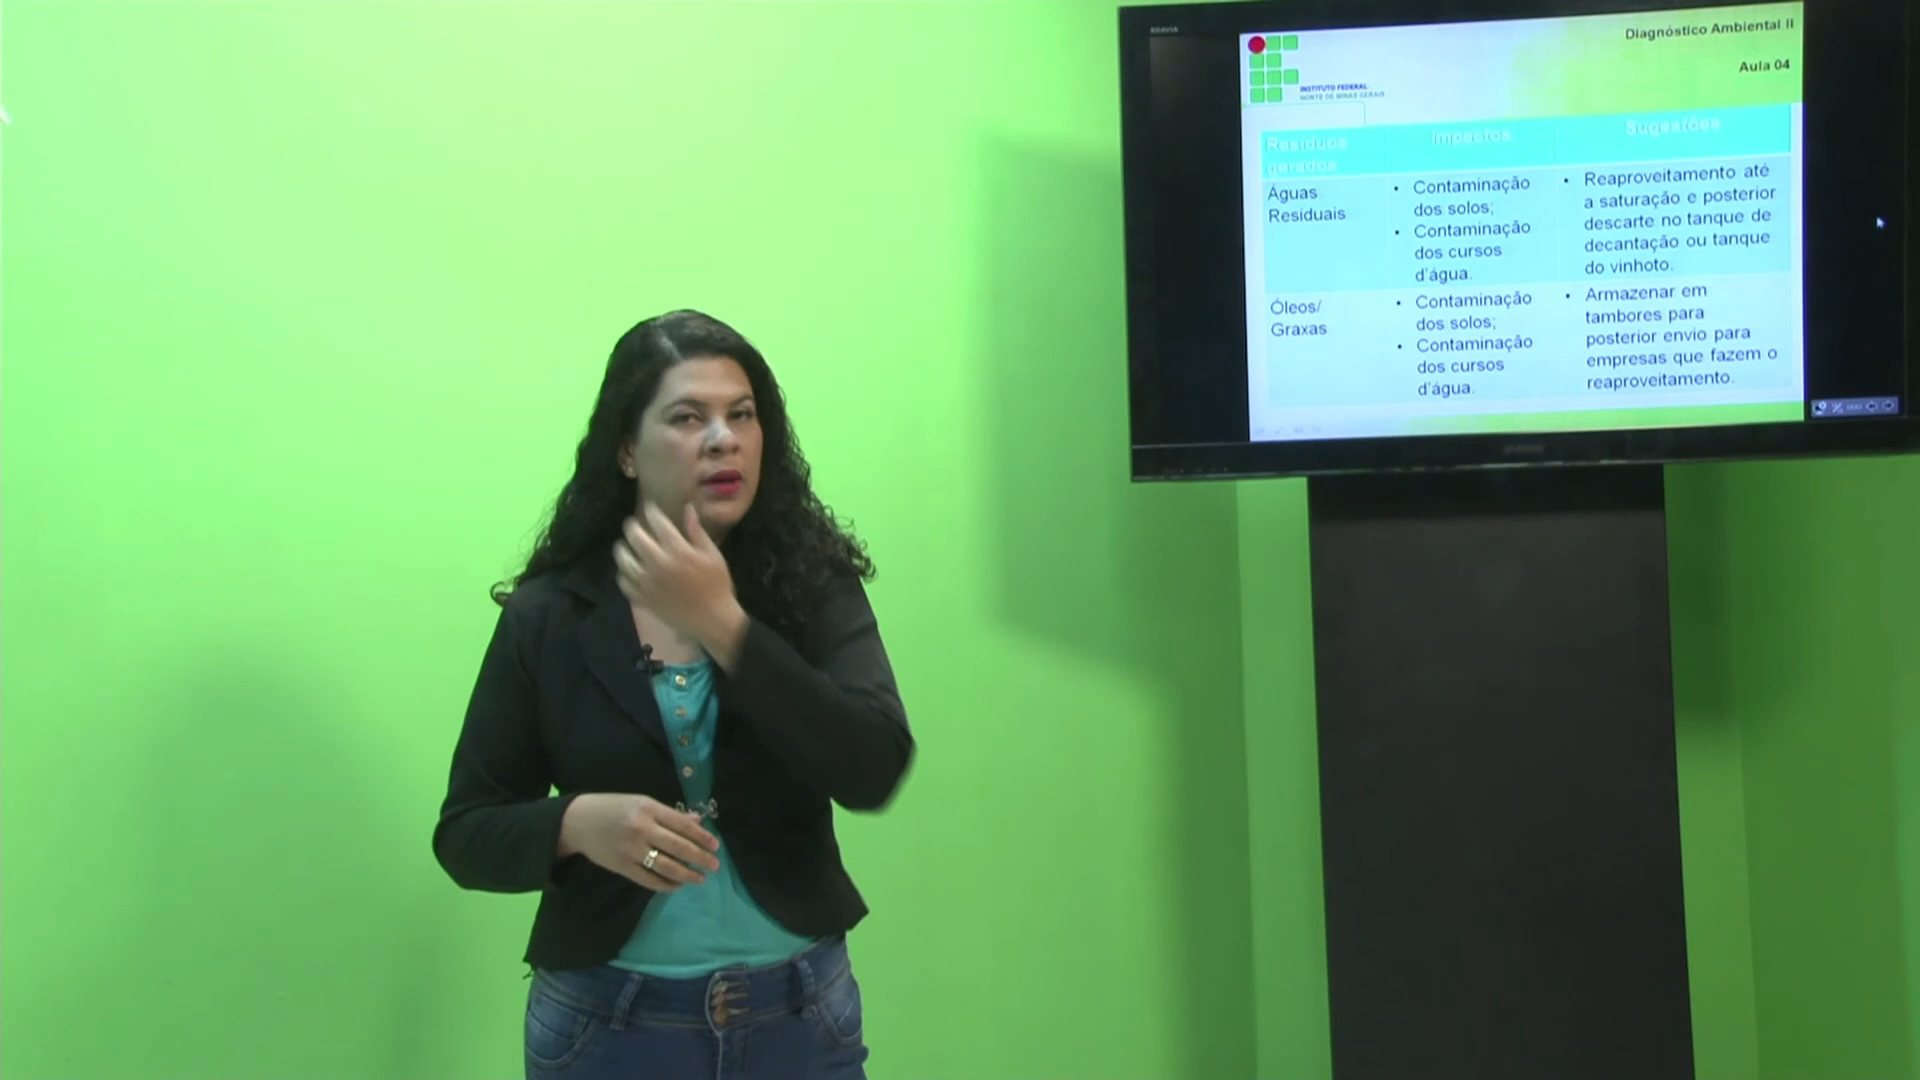 BRAVIA
Diagnóstico Ambiental II
Aula 04
INSTITUTO FEDERAL
NORTE DE MINAS GERAIS
Resíduos
gerados
Impactos
Sugestões
Águas
Residuais
• Contaminação
dos solos;
• Contaminação
dos cursos
d'água.
• Reaproveitamento até
a saturação e posterior
descarte no tanque de
decantação ou tanque
do vinhoto.
Óleos/
Graxas
• Contaminação
dos solos;
• Contaminação
dos cursos
d'água.
• Armazenar em
tambores para
posterior envio para
empresas que fazem o
reaproveitamento.